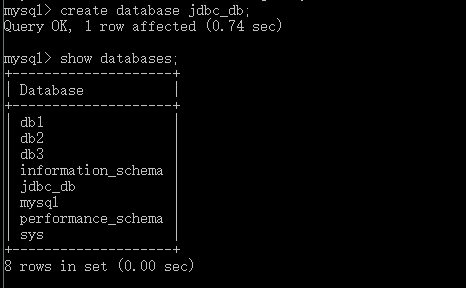 mysql> create database jdbc_db;
Query OK, 1 row affected (0.74 sec)
mysql> show databases;
+--------------------+
| Database           |
+--------------------+
| db1                |
| db2                |
| db3                |
| information_schema |
| jdbc_db            |
| mysql              |
| performance_schema |
| sys                |
+--------------------+
8 rows in set (0.00 sec)